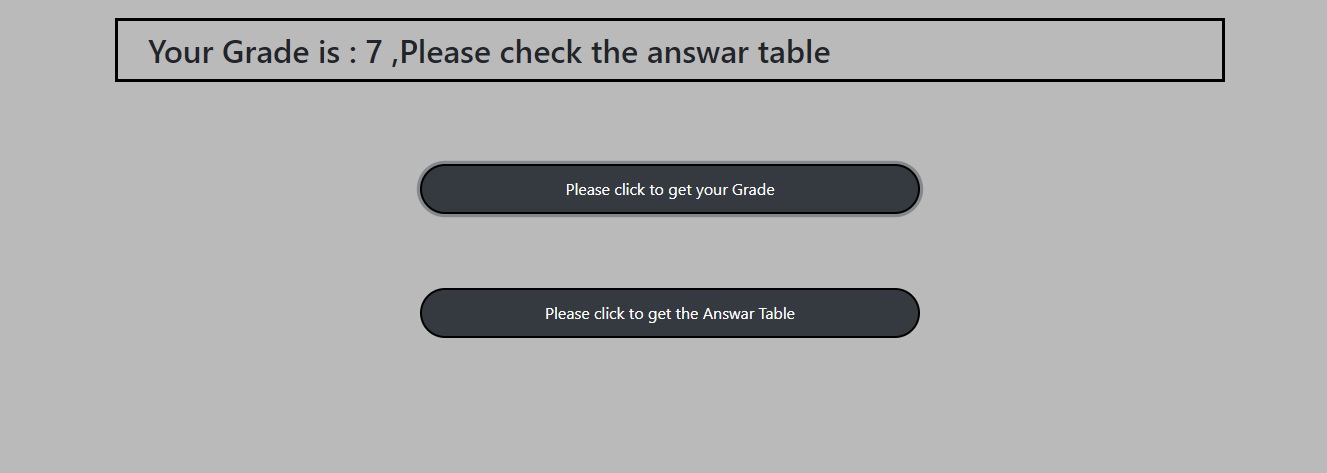 Your Grade is : 7 ,Please check the answar table
Please click to get your Grade
Please click to get the Answar Table